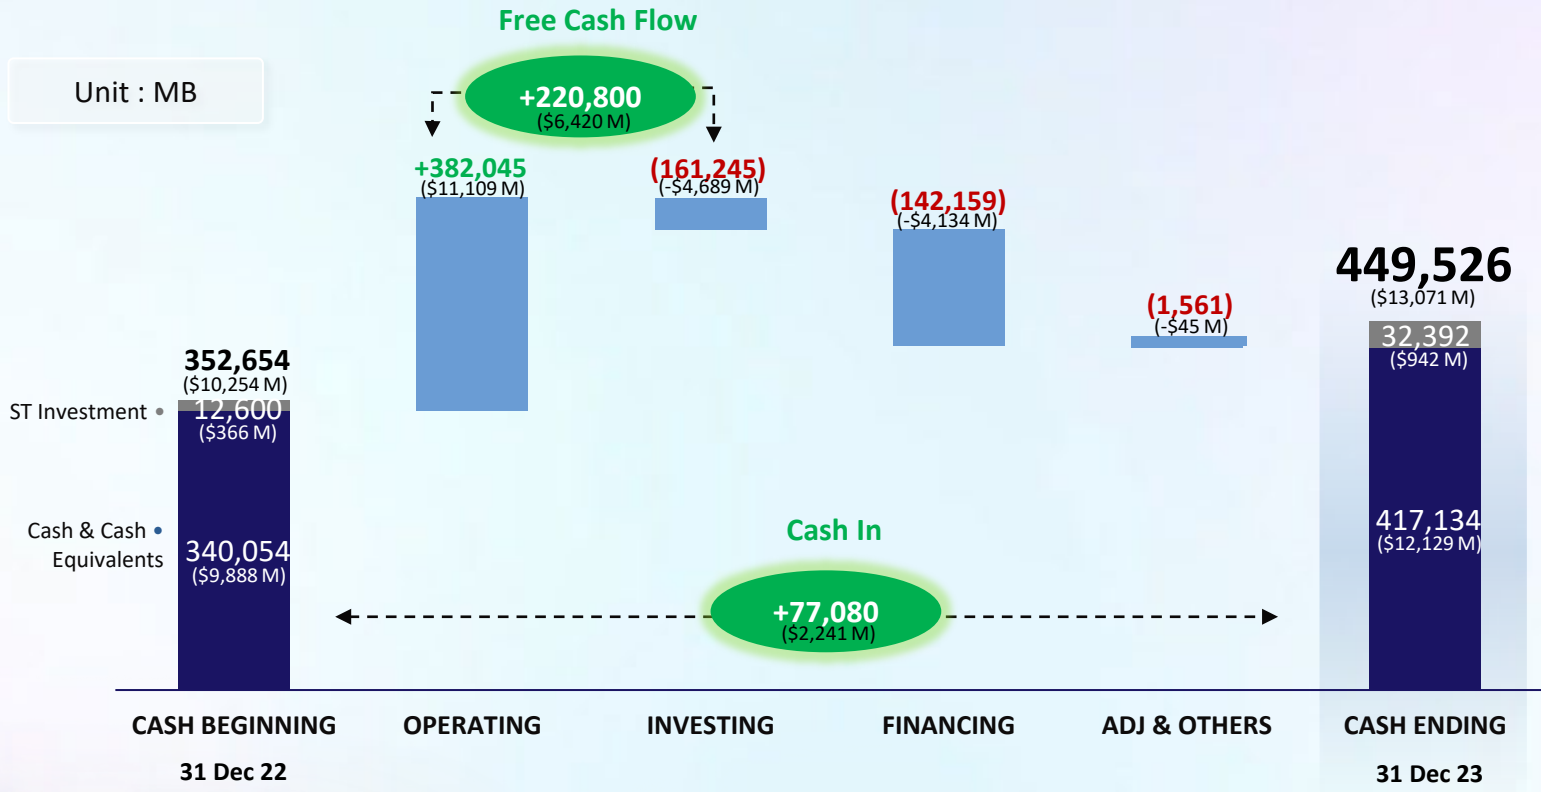 Free Cash Flow
Unit : MB
+220,800
($6,420 M)
+382,045
($11,109 M)
(161,245)
(-$4,689 M)
(142,159)
(-$4,134 M)
(1,561)
(-$45 M)
449,526
($13,071 M)
32,392
($942 M)
352,654
($10,254 M)
ST Investment •
12,600
($366 M)
Cash & Cash •
Equivalents
340,054
($9,888 M)
417,134
($12,129 M)
Cash In
+77,080
($2,241 M)
CASH BEGINNING
OPERATING
INVESTING
FINANCING
ADJ & OTHERS
CASH ENDING
31 Dec 22
31 Dec 23